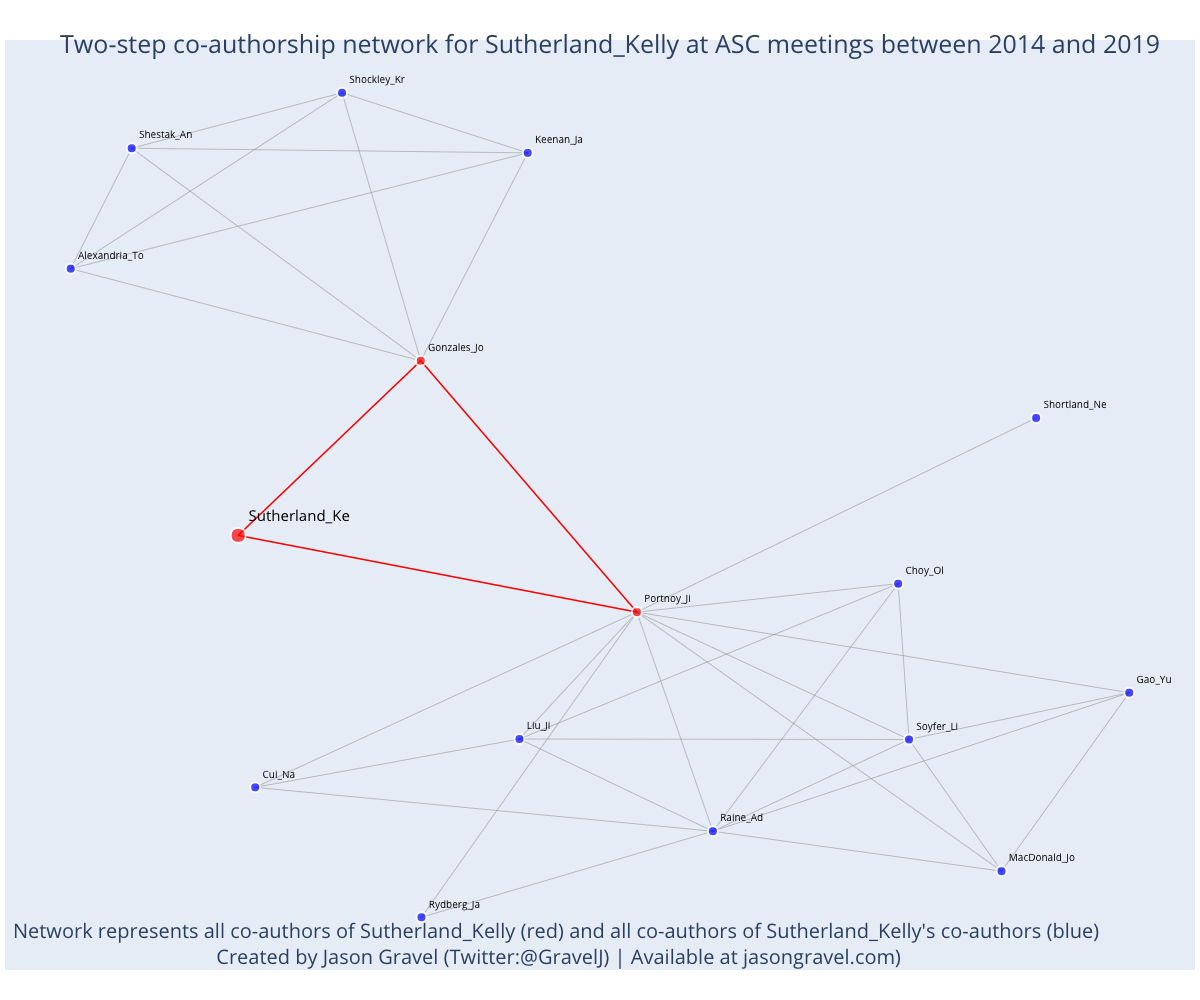 Two-step co-authorship network for Sutherland_Kelly at ASC meetings between 2014 and 2019
Shockley_Kr
Shestak_An
Keenan_Ja
Alexandria_To
Gonzales_Jo
Shortland_Ne
Sutherland_Ke
Choy_Ol
Portnoy_Ji
Gao_Yu
Liu_Ji
Soyfer_Li
Cui_Na
Raine_Ad
MacDonald_Jo
Rydberg_Ja
Network represents all co-authors of Sutherland_Kelly (red) and all co-authors of Sutherland_Kelly's co-authors (blue)
Created by Jason Gravel (Twitter:@GravelJ) | Available at jasongravel.com)